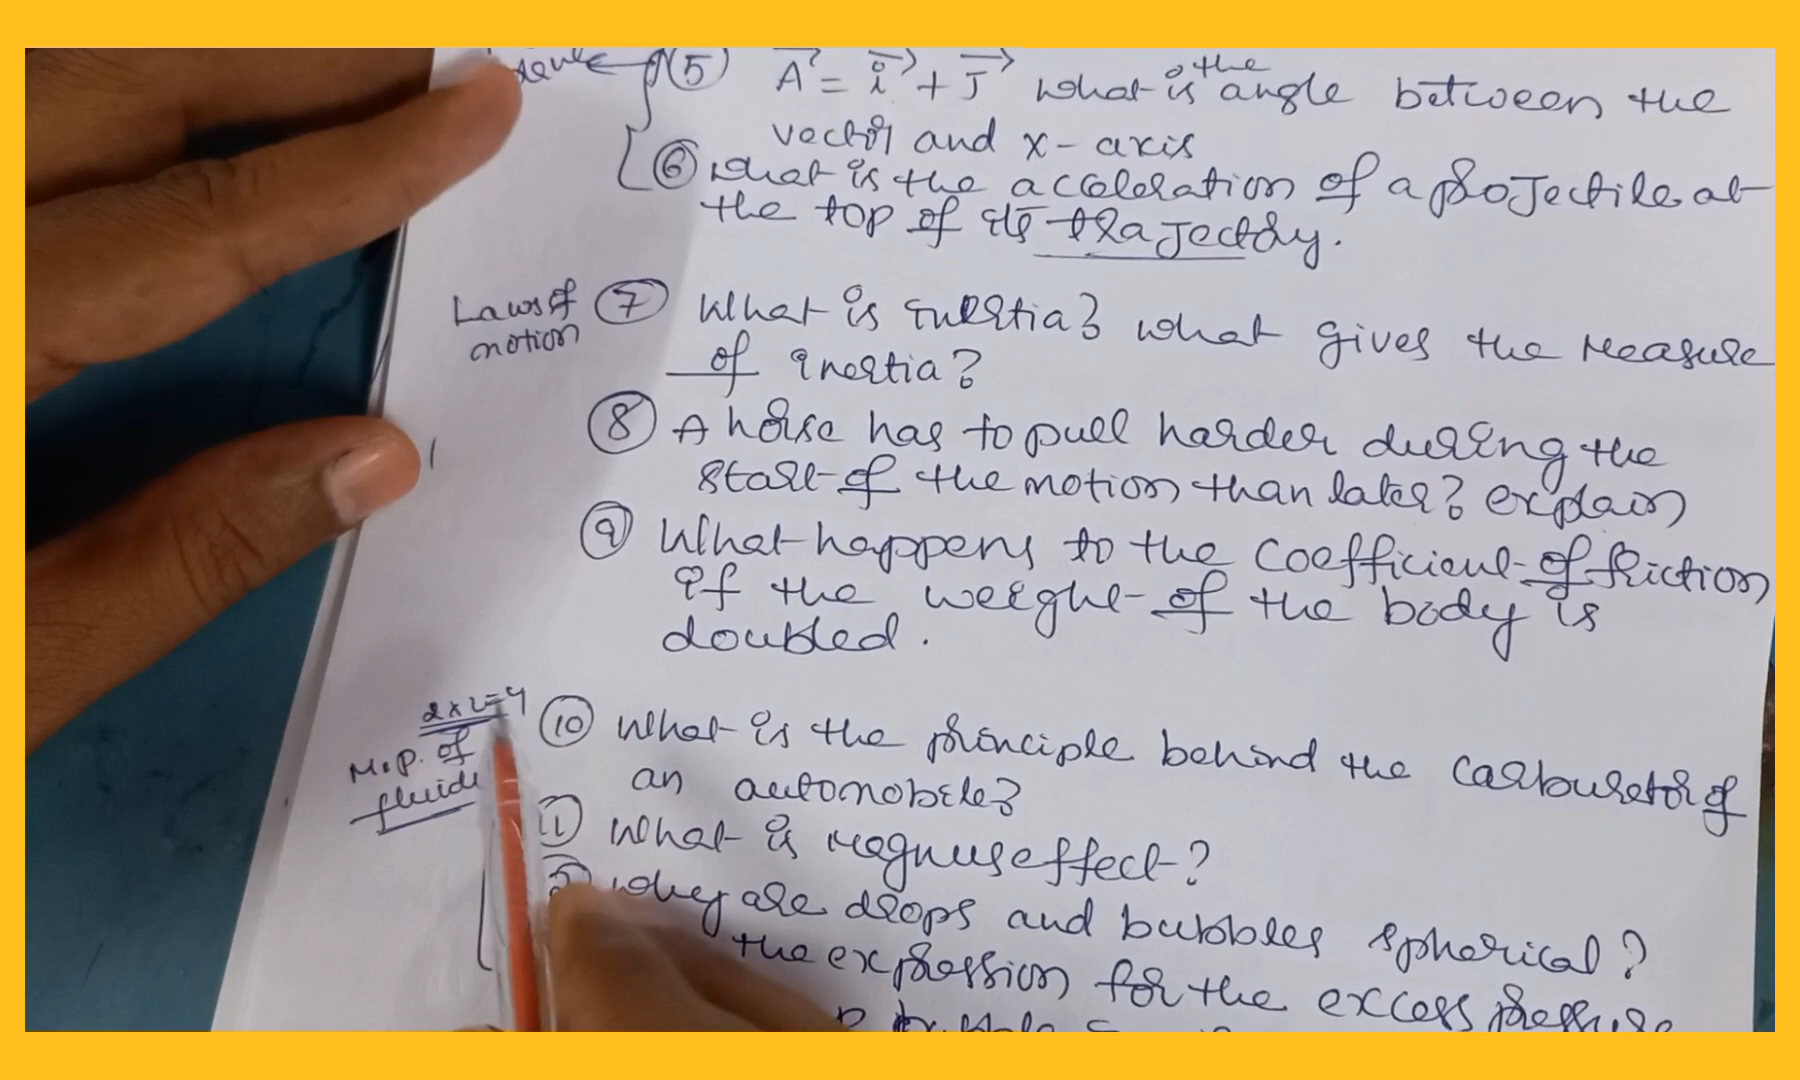 (5) A = i + j what is the angle between the
vector and x-axis
(6) what is the acceleration of a projectile at
the top of its trajectory.
Laws of motion
(7) What is inertia? what gives the measure
of inertia?
(8) A horse has to pull harder during the
start of the motion than later? explain
(9) What happens to the coefficient of friction
if the weight of the body is
doubled.
2 x 2 = 4
M.p. of
fluids
(10) what is the principle behind the carburetor of
an automobile?
(11) What is Magnus effect?
why are drops and bubbles spherical?
the expression for the excess pressure